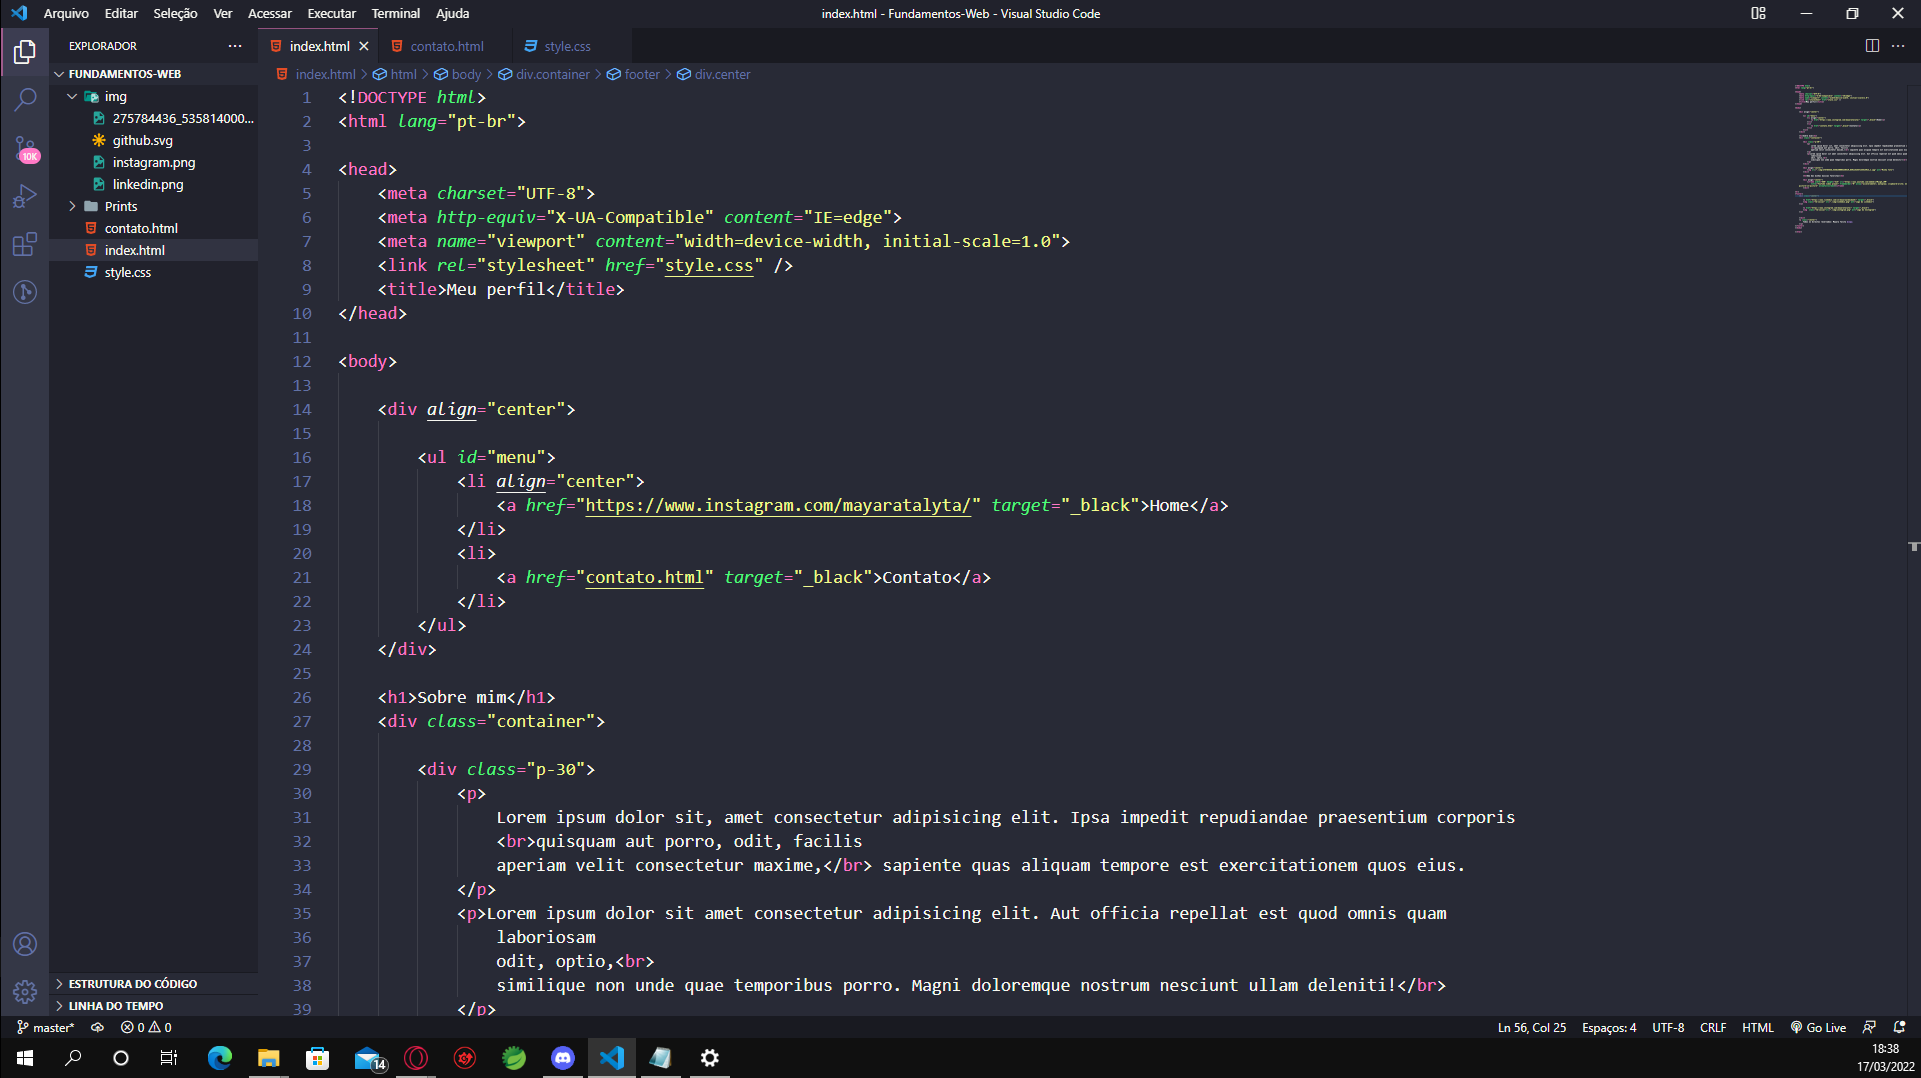 Arquivo Editar Seleção Ver Acessar Executar Terminal Ajuda
index.html - Fundamentos-Web - Visual Studio Code
EXPLORADOR
index.html contato.html style.css
FUNDAMENTOS-WEB
img
275784436_535814000...
github.svg
instagram.png
linkedin.png
Prints
contato.html
index.html
style.css
10K
ESTRUTURA DO CÓDIGO
LINHA DO TEMPO
index.html > html > body > div.container > footer > div.center
1 <!DOCTYPE html>
2 <html lang="pt-br">
3
4 <head>
5 <meta charset="UTF-8">
6 <meta http-equiv="X-UA-Compatible" content="IE=edge">
7 <meta name="viewport" content="width=device-width, initial-scale=1.0">
8 <link rel="stylesheet" href="style.css" />
9 <title>Meu perfil</title>
10 </head>
11
12 <body>
13
14 <div align="center">
15
16 <ul id="menu">
17 <li align="center">
18 <a href="https://www.instagram.com/mayaratalyta/" target="_black">Home</a>
19 </li>
20 <li>
21 <a href="contato.html" target="_black">Contato</a>
22 </li>
23 </ul>
24 </div>
25
26 <h1>Sobre mim</h1>
27 <div class="container">
28
29 <div class="p-30">
30 <p>
31 Lorem ipsum dolor sit, amet consectetur adipisicing elit. Ipsa impedit repudiandae praesentium corporis
32 <br>quisquam aut porro, odit, facilis
33 aperiam velit consectetur maxime,</br> sapiente quas aliquam tempore est exercitationem quos eius.
34 </p>
35 <p>Lorem ipsum dolor sit amet consectetur adipisicing elit. Aut officia repellat est quod omnis quam
36 laboriosam
37 odit, optio,<br>
38 similique non unde quae temporibus porro. Magni doloremque nostrum nesciunt ullam deleniti!</br>
39 </p>
master* 0 0
Ln 56, Col 25 Espaços: 4 UTF-8 CRLF HTML Go Live
14
18:38
17/03/2022